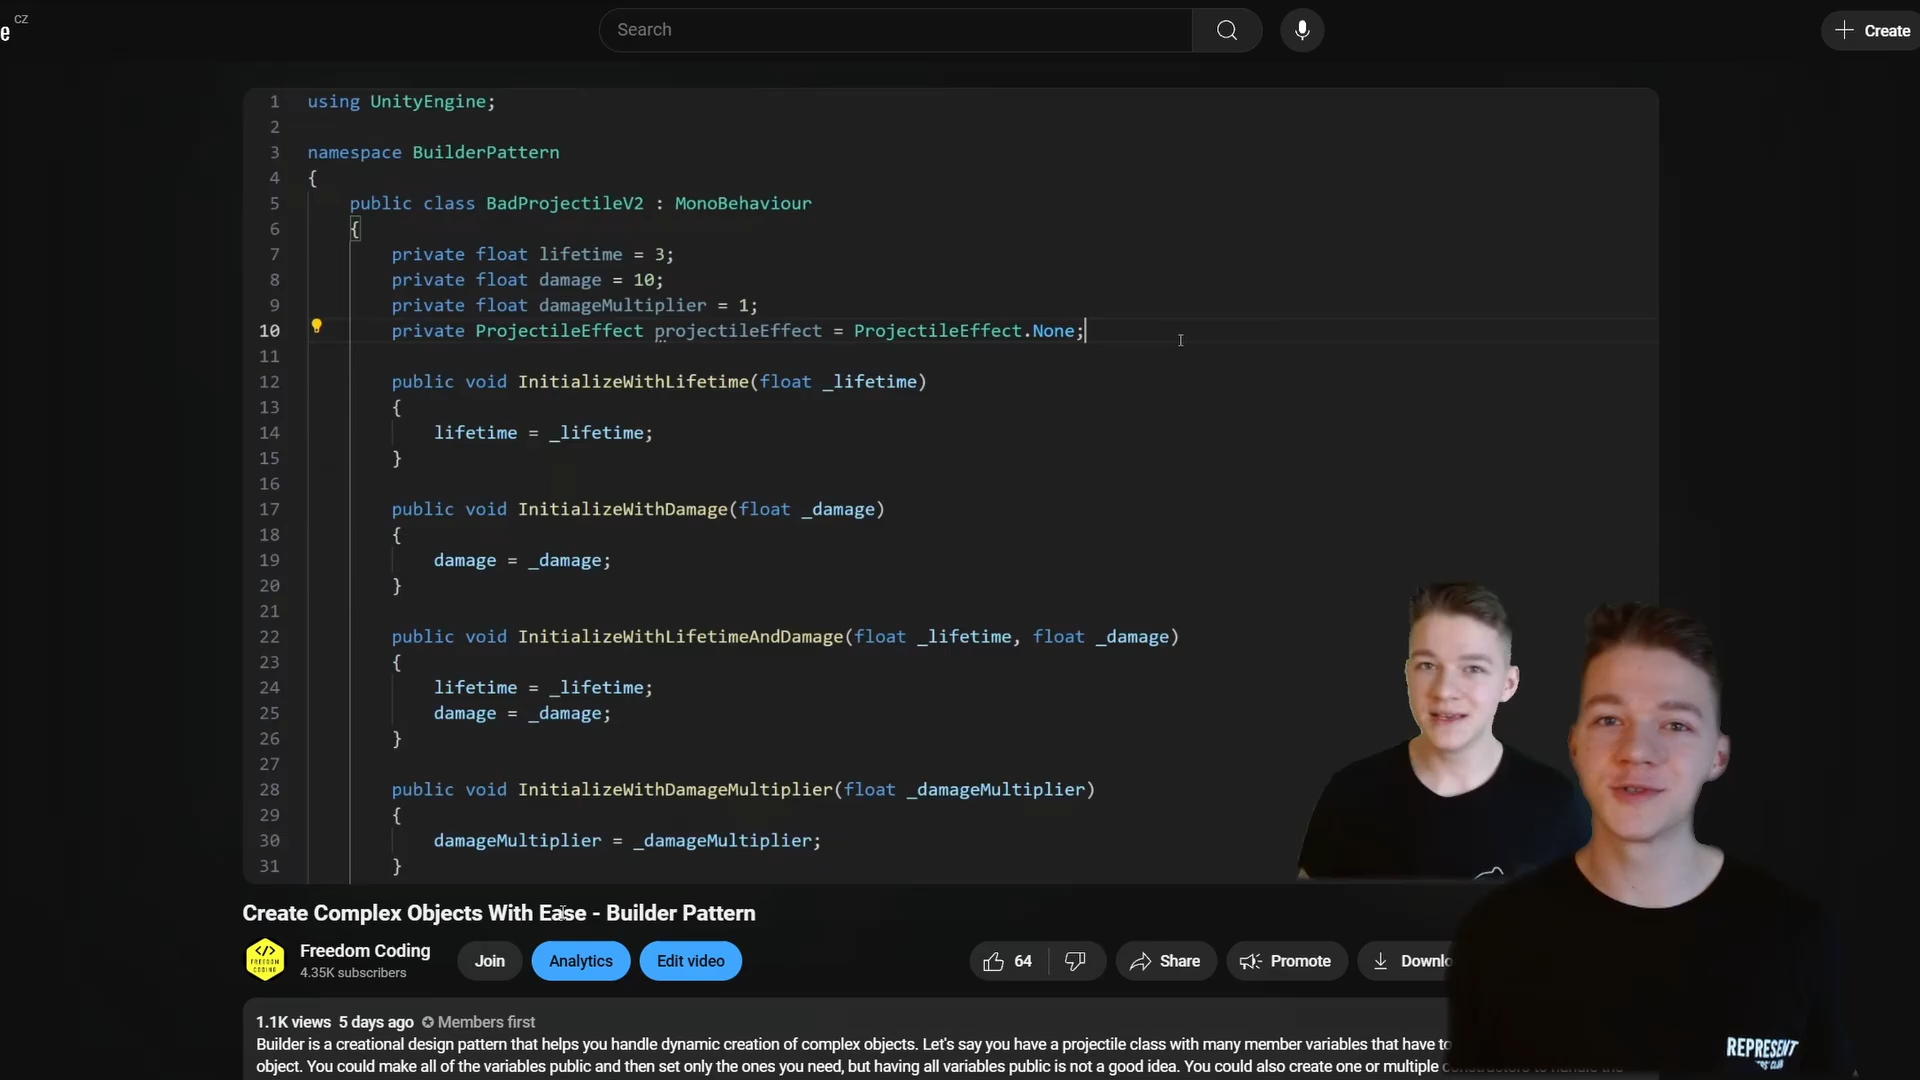 e CZ
Search
Create
1 using UnityEngine;
2
3 namespace BuilderPattern
4 {
5 public class BadProjectileV2 : MonoBehaviour
6 {
7 private float lifetime = 3;
8 private float damage = 10;
9 private float damageMultiplier = 1;
10 private ProjectileEffect projectileEffect = ProjectileEffect.None;
11
12 public void InitializeWithLifetime(float _lifetime)
13 {
14 lifetime = _lifetime;
15 }
16
17 public void InitializeWithDamage(float _damage)
18 {
19 damage = _damage;
20 }
21
22 public void InitializeWithLifetimeAndDamage(float _lifetime, float _damage)
23 {
24 lifetime = _lifetime;
25 damage = _damage;
26 }
27
28 public void InitializeWithDamageMultiplier(float _damageMultiplier)
29 {
30 damageMultiplier = _damageMultiplier;
31 }
Create Complex Objects With Ease - Builder Pattern
</> FREEDOM CODING
Freedom Coding
4.35K subscribers
Join
Analytics
Edit video
64
Share
Promote
Downlo
1.1K views 5 days ago Members first
Builder is a creational design pattern that helps you handle dynamic creation of complex objects. Let's say you have a projectile class with many member variables that have to
object. You could make all of the variables public and then set only the ones you need, but having all variables public is not a good idea. You could also create one or multiple
REPRESENT